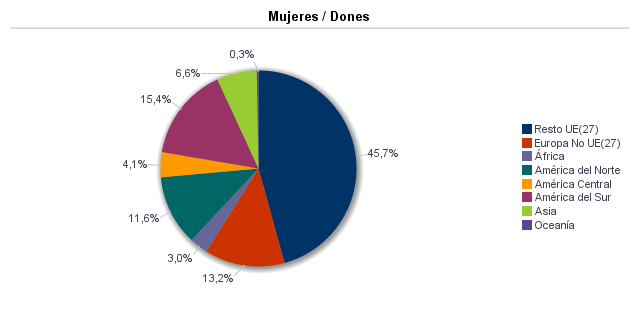 Mujeres / Dones
0,3%
6,6%
15,4%
45,7%
4,1%
11,6%
3,0%
13,2%
Resto UE(27)
Europa No UE(27)
África
América del Norte
América Central
América del Sur
Asia
Oceanía